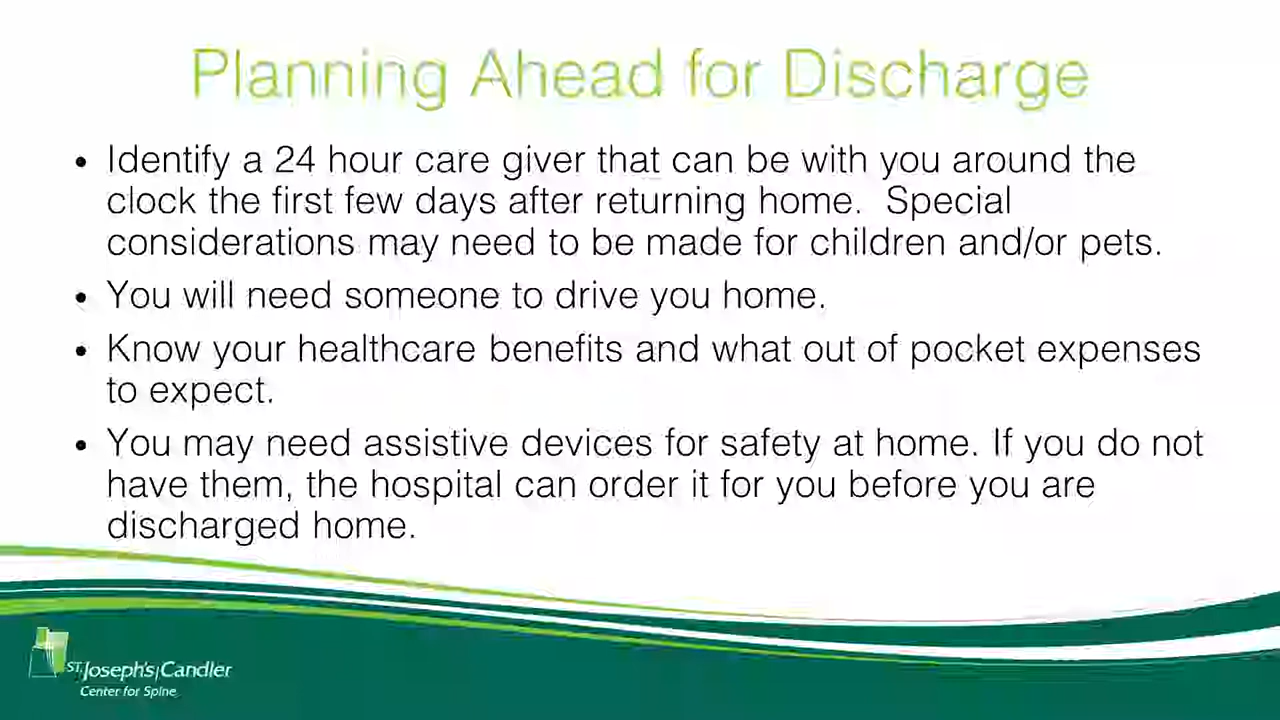 Planning Ahead for Discharge
• Identify a 24 hour care giver that can be with you around the
clock the first few days after returning home.  Special
considerations may need to be made for children and/or pets.
• You will need someone to drive you home.
• Know your healthcare benefits and what out of pocket expenses
to expect.
• You may need assistive devices for safety at home. If you do not
have them, the hospital can order it for you before you are
discharged home.
ST. Joseph's|Candler
Center for Spine